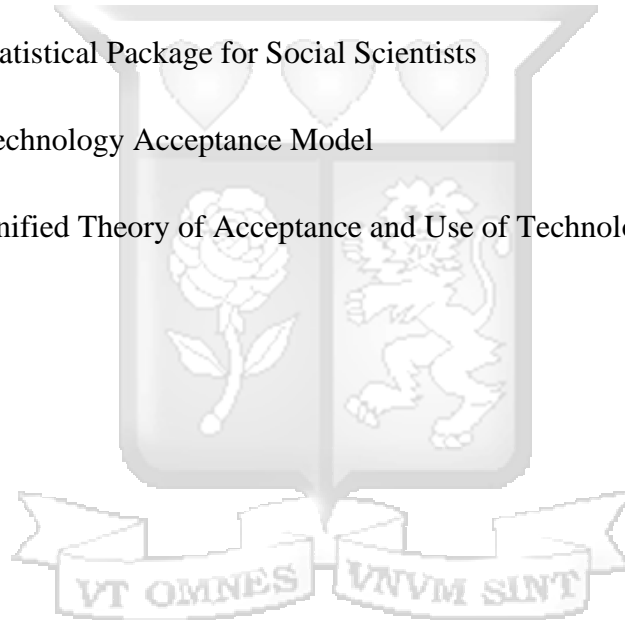 atistical Package for Social Scientists
echnology Acceptance Model
nified Theory of Acceptance and Use of Technol
VT OMNES VNVM SINT